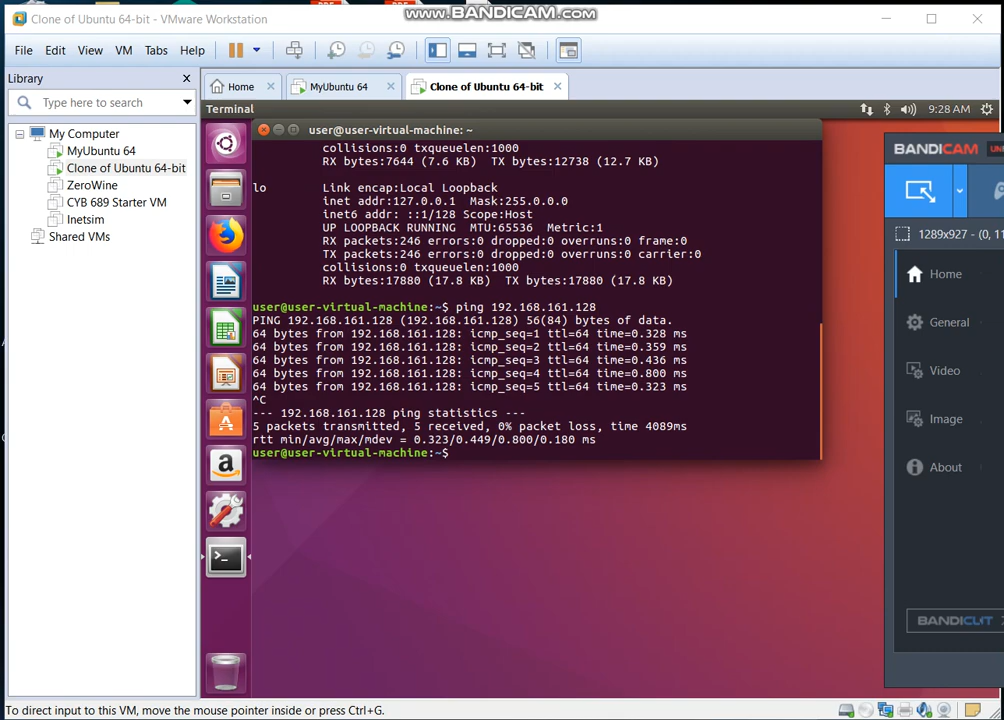 www.BANDICAM.com
Clone of Ubuntu 64-bit - VMware Workstation
File Edit View VM Tabs Help
Library
Type here to search
My Computer
MyUbuntu 64
Clone of Ubuntu 64-bit
ZeroWine
CYB 689 Starter VM
Inetsim
Shared VMs
Home
MyUbuntu 64
Clone of Ubuntu 64-bit
Terminal
9:28 AM
user@user-virtual-machine: ~
collisions:0 txqueuelen:1000
RX bytes:7644 (7.6 KB) TX bytes:12738 (12.7 KB)
lo Link encap:Local Loopback
inet addr:127.0.0.1 Mask:255.0.0.0
inet6 addr: ::1/128 Scope:Host
UP LOOPBACK RUNNING MTU:65536 Metric:1
RX packets:246 errors:0 dropped:0 overruns:0 frame:0
TX packets:246 errors:0 dropped:0 overruns:0 carrier:0
collisions:0 txqueuelen:1000
RX bytes:17880 (17.8 KB) TX bytes:17880 (17.8 KB)
user@user-virtual-machine:~$ ping 192.168.161.128
PING 192.168.161.128 (192.168.161.128) 56(84) bytes of data.
64 bytes from 192.168.161.128: icmp_seq=1 ttl=64 time=0.328 ms
64 bytes from 192.168.161.128: icmp_seq=2 ttl=64 time=0.359 ms
64 bytes from 192.168.161.128: icmp_seq=3 ttl=64 time=0.436 ms
64 bytes from 192.168.161.128: icmp_seq=4 ttl=64 time=0.800 ms
64 bytes from 192.168.161.128: icmp_seq=5 ttl=64 time=0.323 ms
^C
--- 192.168.161.128 ping statistics ---
5 packets transmitted, 5 received, 0% packet loss, time 4089ms
rtt min/avg/max/mdev = 0.323/0.449/0.800/0.180 ms
user@user-virtual-machine:~$
BANDICAM
1289x927 - (0, 11
Home
General
Video
Image
About
BANDICUT
To direct input to this VM, move the mouse pointer inside or press Ctrl+G.